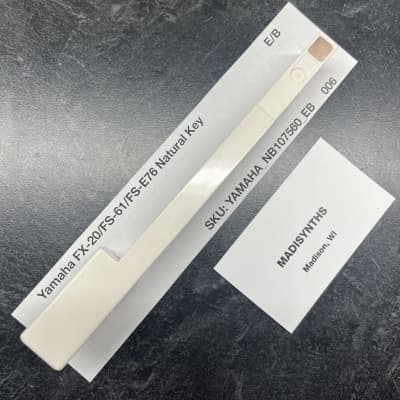 E/B
Yamaha FX-20/FS-61/FS-E76 Natural Key
SKU: YAMAHA_NB107560_EB 006
MADISYNTHS
Madison, WI